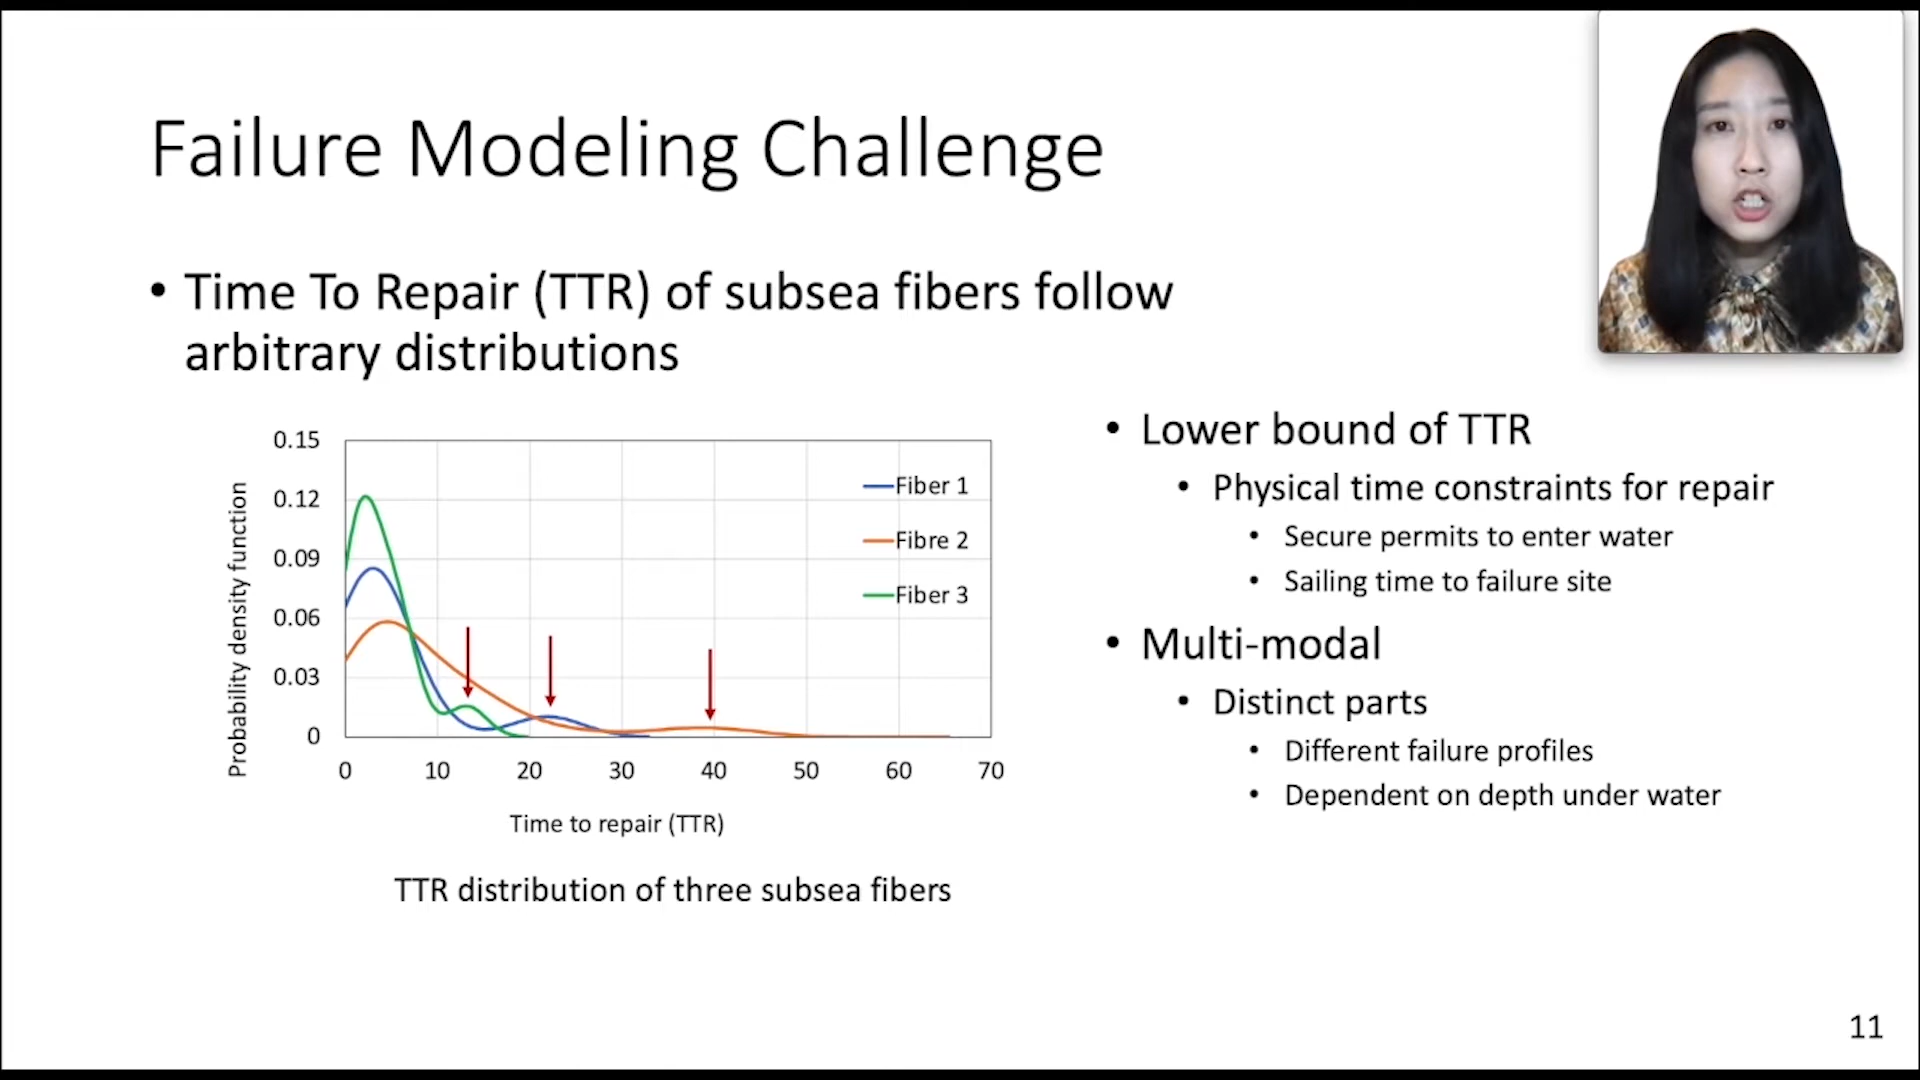 Failure Modeling Challenge
• Time To Repair (TTR) of subsea fibers follow
arbitrary distributions
Probability density function
0.15
0.12
0.09
0.06
0.03
0
Fiber 1
Fibre 2
Fiber 3
0 10 20 30 40 50 60 70
Time to repair (TTR)
TTR distribution of three subsea fibers
• Lower bound of TTR
• Physical time constraints for repair
• Secure permits to enter water
• Sailing time to failure site
• Multi-modal
• Distinct parts
• Different failure profiles
• Dependent on depth under water
11